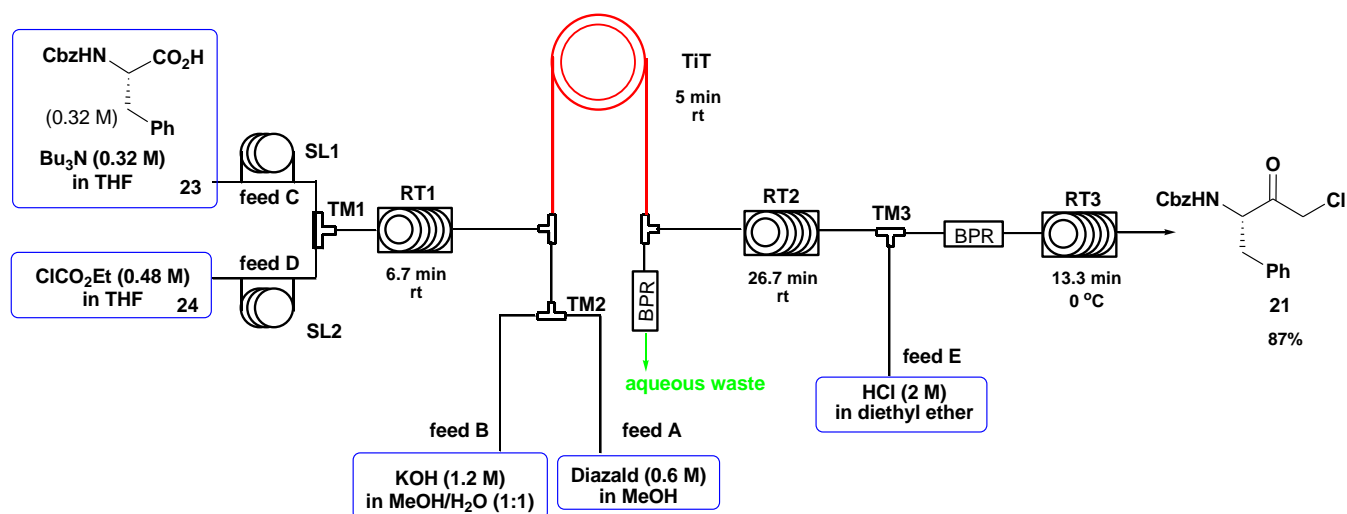 CbzHN
CO₂H
(0.32 M)
Ph
Bu₃N (0.32 M)
in THF
23
SL1
feed C
TM1
RT1
6.7 min
rt
ClCO₂Et (0.48 M)
in THF
24
feed D
SL2
TiT
5 min
rt
TM2
BPR
aqueous waste
feed B
KOH (1.2 M)
in MeOH/H₂O (1:1)
feed A
Diazald (0.6 M)
in MeOH
RT2
26.7 min
rt
TM3
feed E
HCl (2 M)
in diethyl ether
BPR
RT3
13.3 min
0 °C
O
CbzHN
Cl
Ph
21
87%